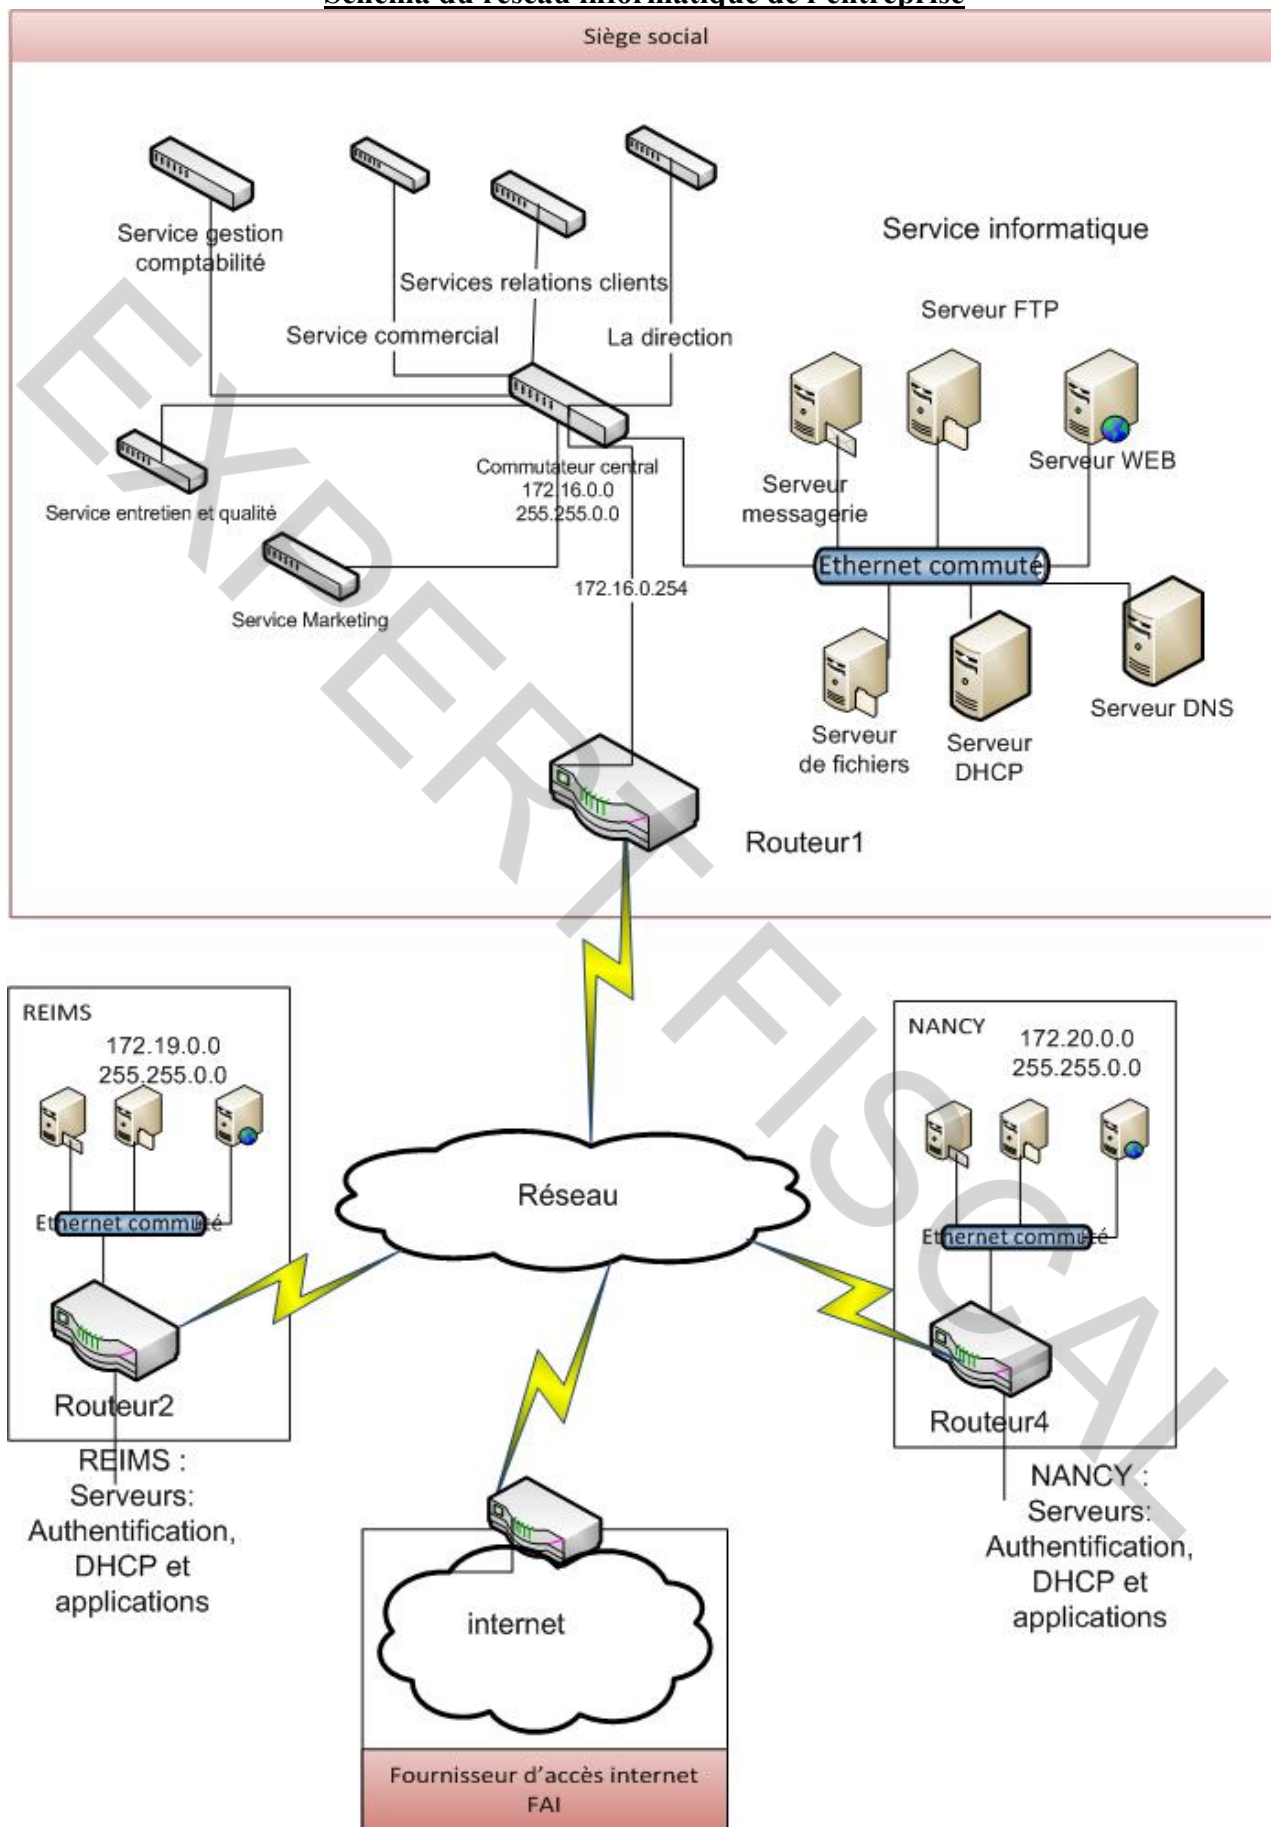 Schéma du réseau informatique de l'entreprise
Siège social
Service gestion
comptabilité
Services relations clients
Service commercial
La direction
Service informatique
Serveur FTP
Serveur WEB
Serveur
messagerie
Commutateur central
172.16.0.0
255.255.0.0
Service entretien et qualité
Service Marketing
172.16.0.254
Ethernet commuté
Serveur
de fichiers
Serveur
DHCP
Serveur DNS
Routeur1
REIMS
172.19.0.0
255.255.0.0
Ethernet commuté
Routeur2
REIMS :
Serveurs:
Authentification,
DHCP et
applications
Réseau
NANCY
172.20.0.0
255.255.0.0
Ethernet commuté
Routeur4
NANCY :
Serveurs:
Authentification,
DHCP et
applications
internet
Fournisseur d'accès internet
FAI
EXPERT FISCAL